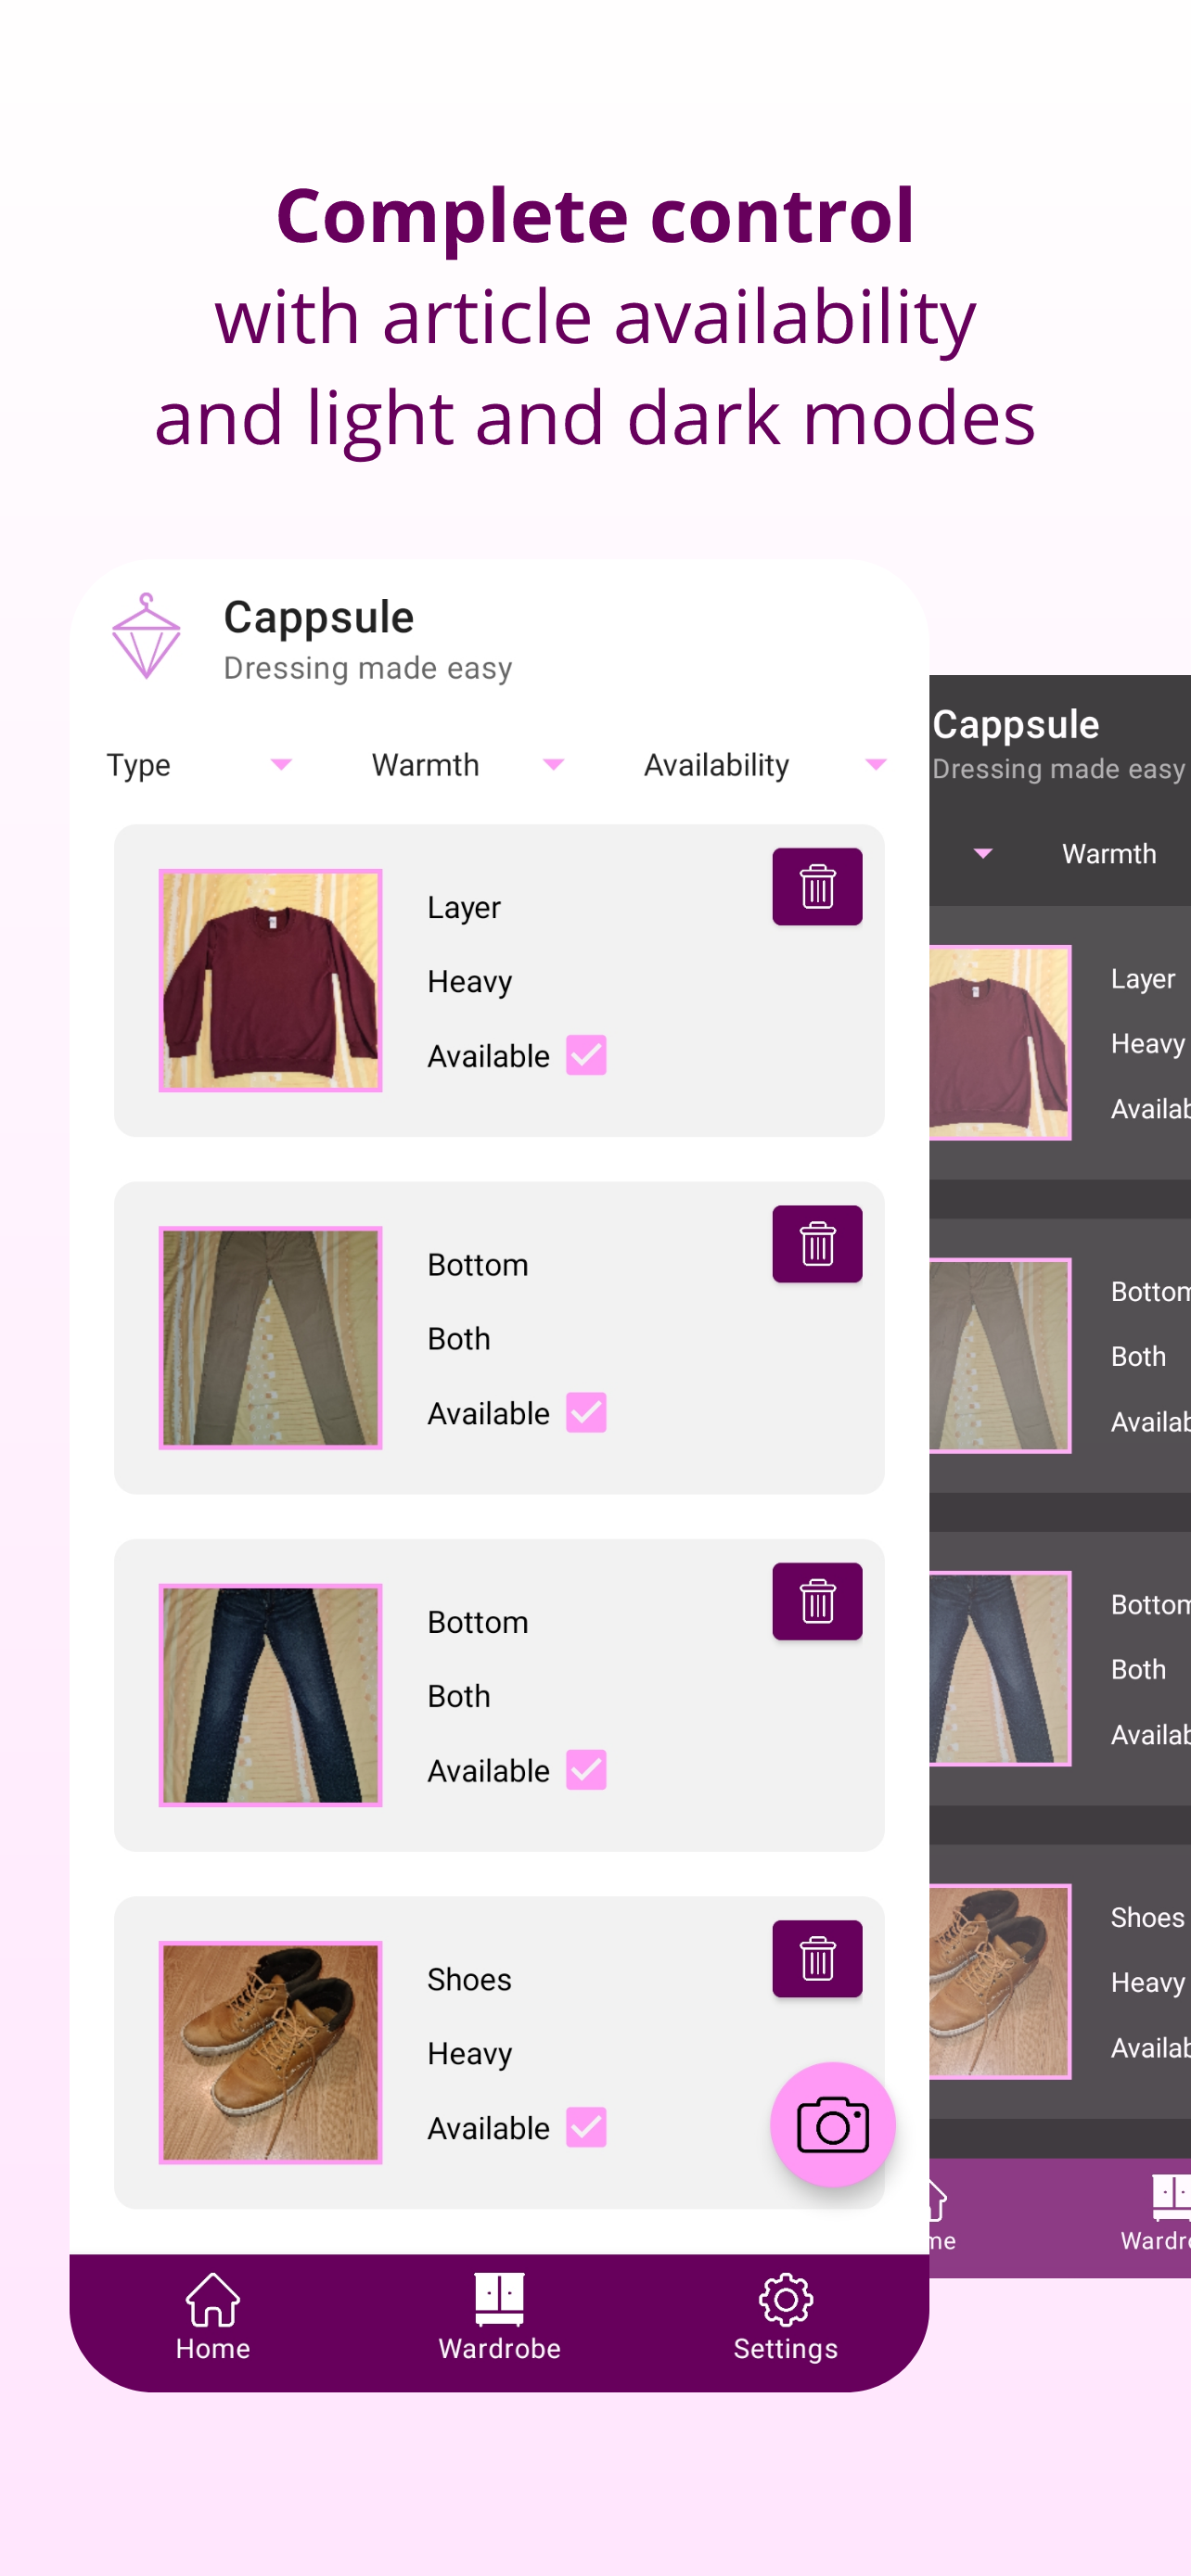 Complete control
with article availability
and light and dark modes
Cappsule
Dressing made easy
Type Warmth Availability
Layer
Heavy
Available
Bottom
Both
Available
Bottom
Both
Available
Shoes
Heavy
Available
Home Wardrobe Settings
Cappsule
Dressing made easy
Warmth
Layer
Heavy
Availab
Bottom
Both
Availab
Bottom
Both
Availab
Shoes
Heavy
Availab
me Wardro